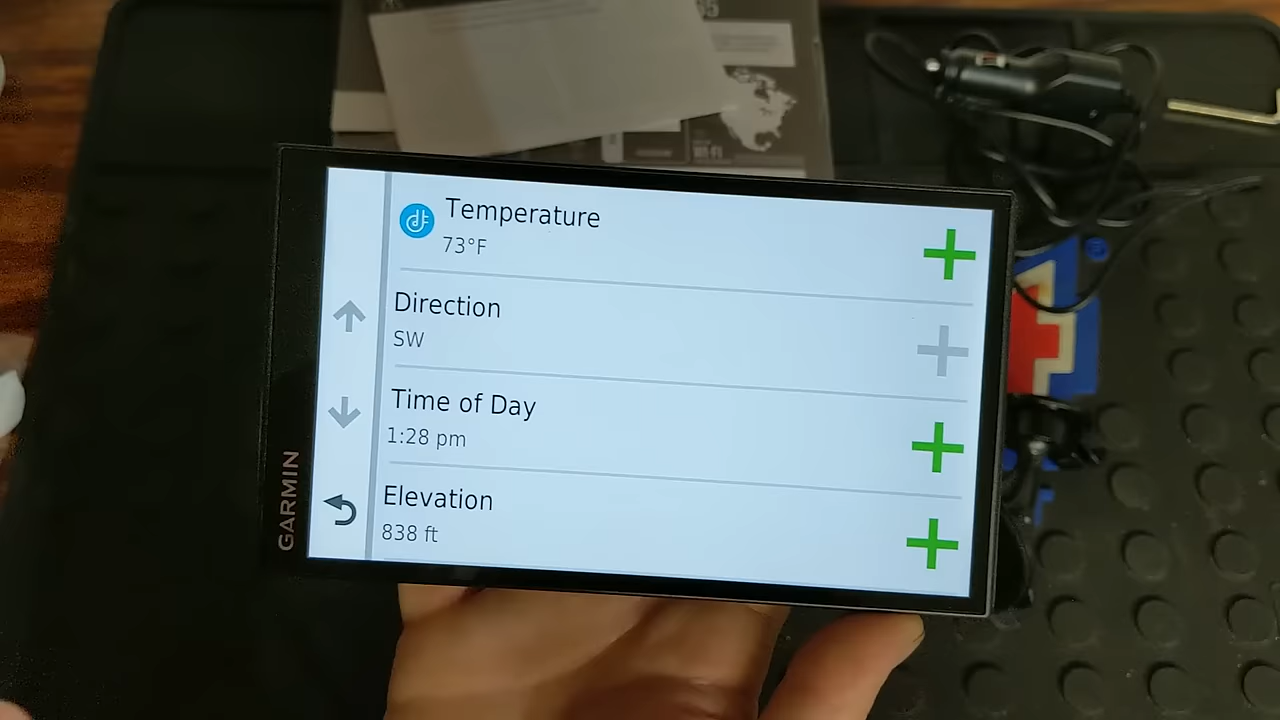 Temperature
73°F
Direction
SW
Time of Day
1:28 pm
Elevation
838 ft
GARMIN